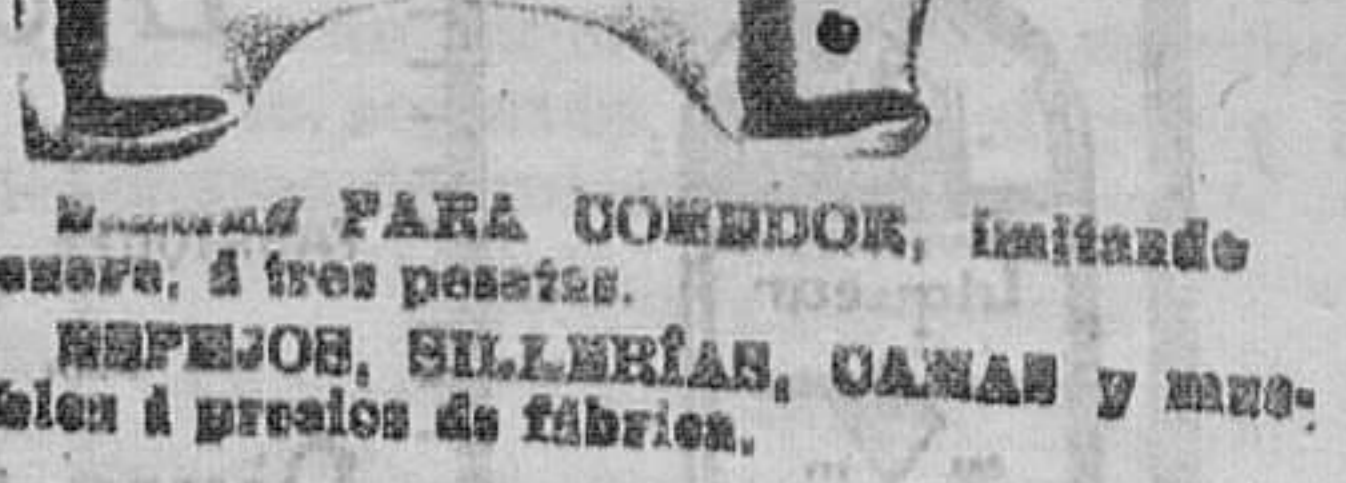 PARA COMEDOR, imitando
á tres pesetas.
ESPEJOS, SILLERÍAS, CAMAS y mue-
bles á precios de fábrica.